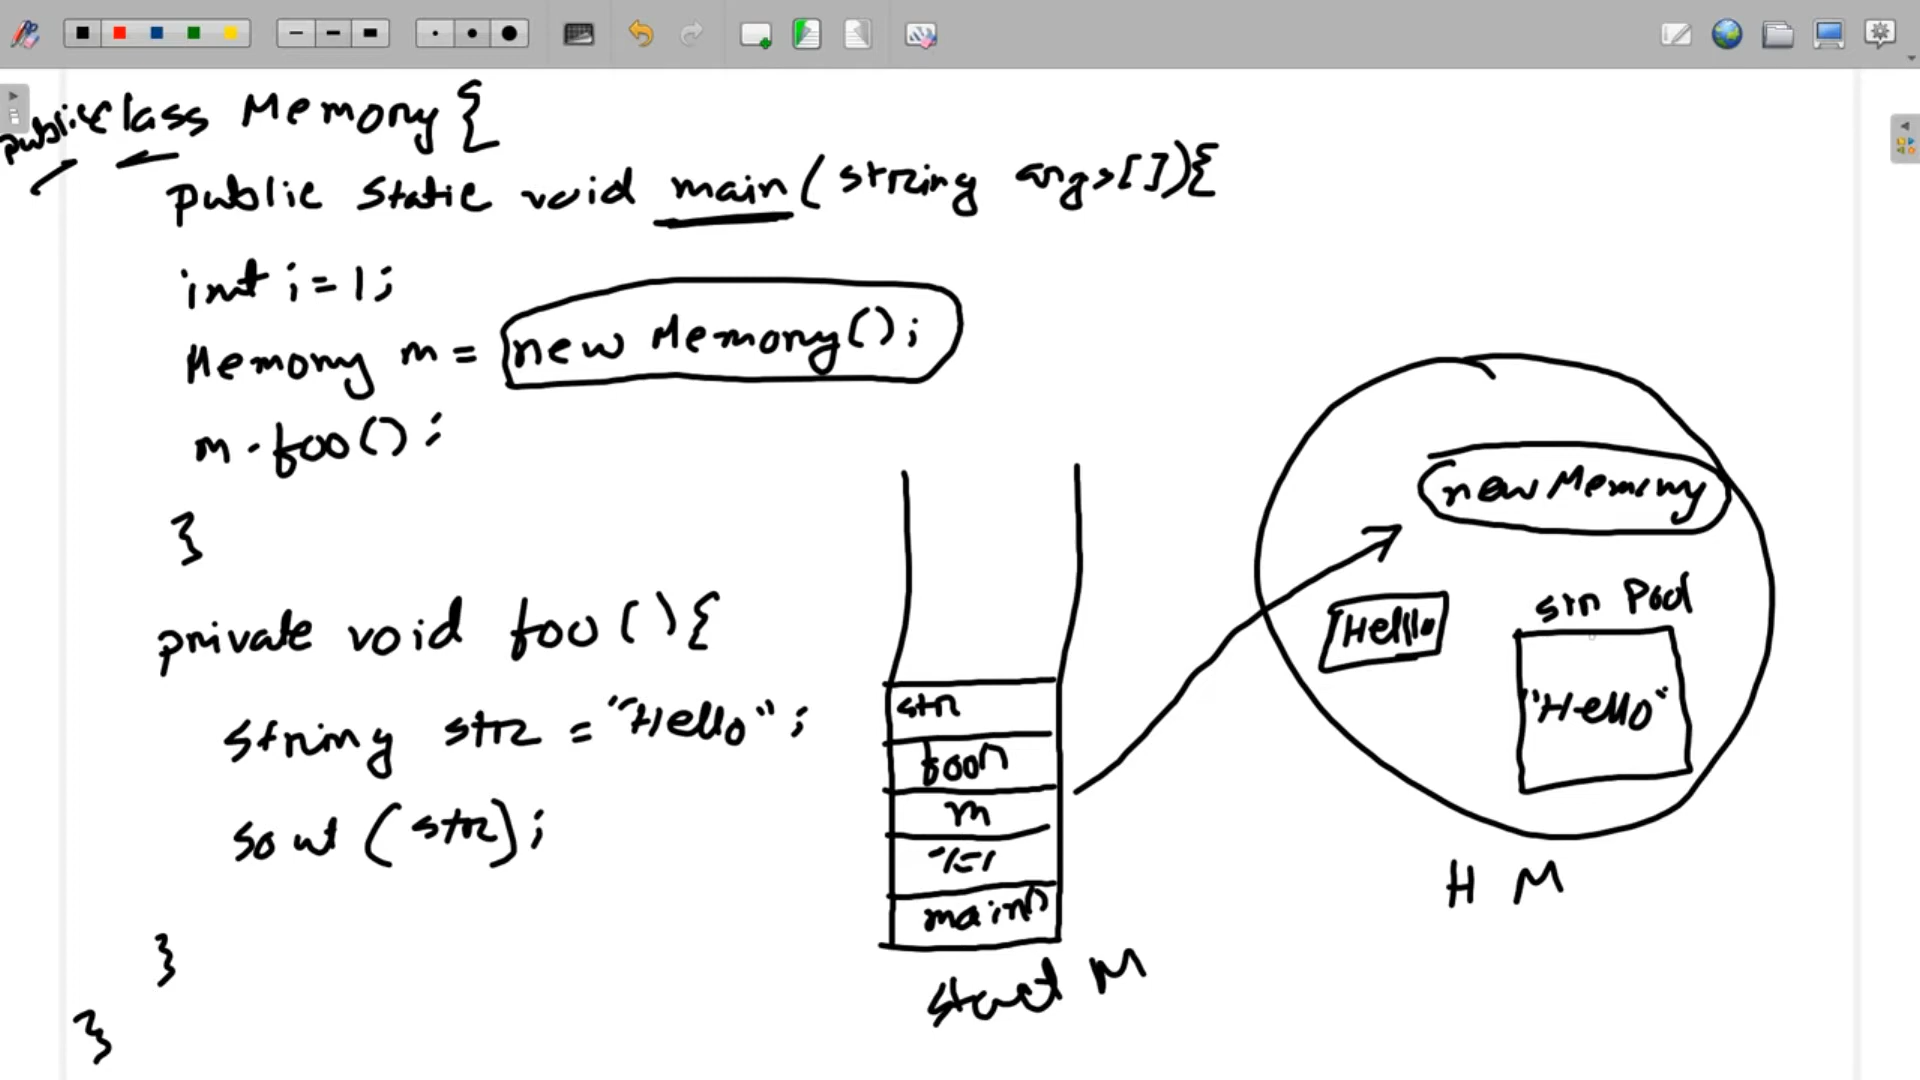 public class Memory {
public static void main (string args[]){
int i = 1;
Memory m = new Memory();
m.foo();
}
private void foo(){
string str = "Hello";
sout (str);
}
}
str
foo()
m
i=1
main()
stack M
new Memory
Hello
str Pool
"Hello"
H M